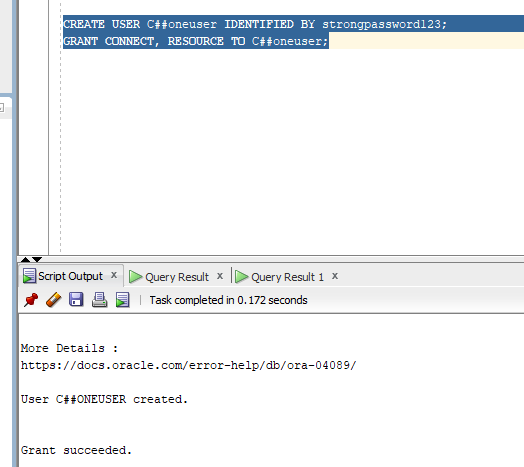 CREATE USER C##oneuser IDENTIFIED BY strongpassword123;
GRANT CONNECT, RESOURCE TO C##oneuser;
Script Output x Query Result x Query Result 1 x
Task completed in 0.172 seconds
More Details :
https://docs.oracle.com/error-help/db/ora-04089/
User C##ONEUSER created.
Grant succeeded.